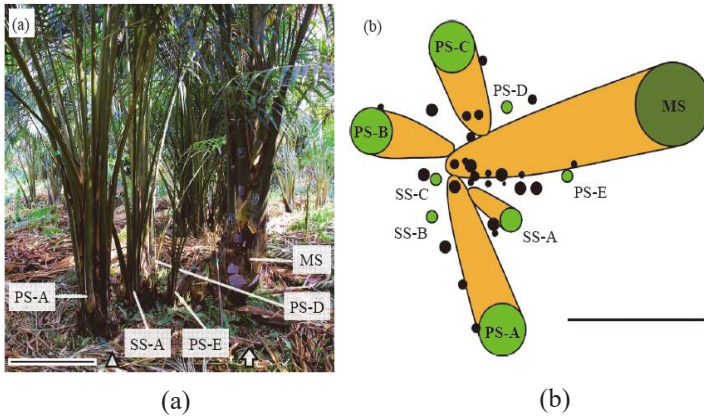 (a)
PS-A
SS-A
PS-E
PS-D
MS
(b)
PS-C
PS-D
MS
PS-B
SS-C
PS-E
SS-B
SS-A
PS-A
(a)
(b)